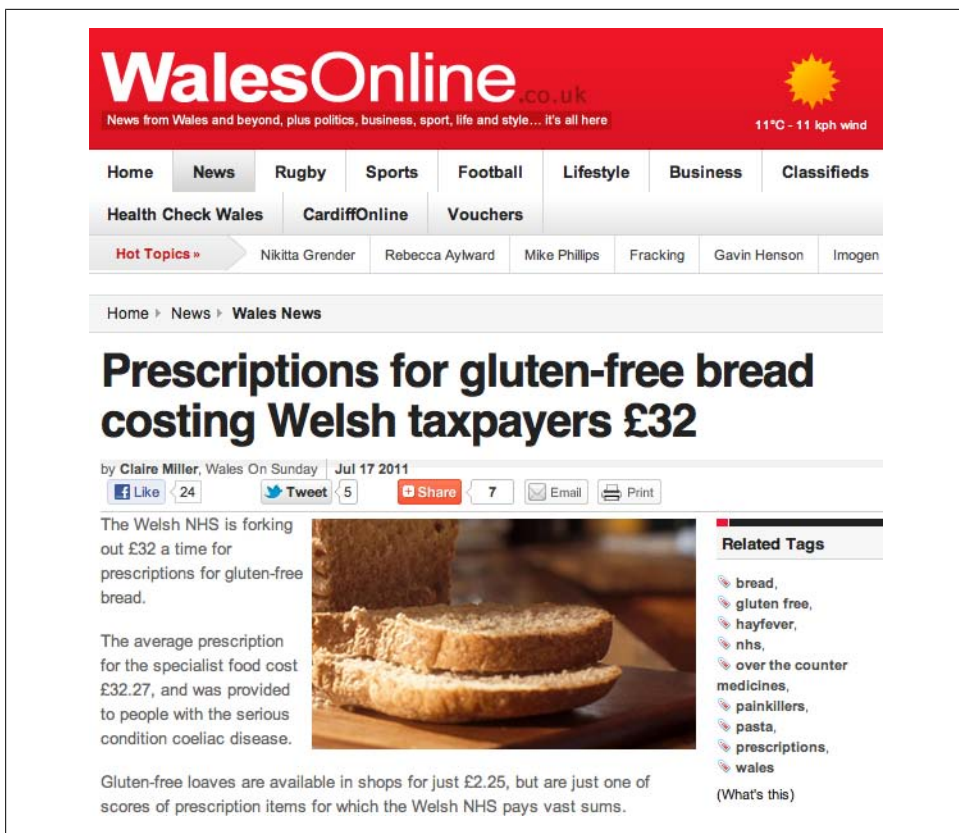 WalesOnline.co.uk
News from Wales and beyond, plus politics, business, sport, life and style... it's all here
11°C - 11 kph wind
Home News Rugby Sports Football Lifestyle Business Classifieds
Health Check Wales CardiffOnline Vouchers
Hot Topics » Nikitta Grender Rebecca Aylward Mike Phillips Fracking Gavin Henson Imogen
Home News Wales News
Prescriptions for gluten-free bread
costing Welsh taxpayers £32
by Claire Miller, Wales On Sunday Jul 17 2011
Like 24 Tweet 5 Share 7 Email Print
The Welsh NHS is forking
out £32 a time for
prescriptions for gluten-free
bread.
The average prescription
for the specialist food cost
£32.27, and was provided
to people with the serious
condition coeliac disease.
Gluten-free loaves are available in shops for just £2.25, but are just one of
scores of prescription items for which the Welsh NHS pays vast sums.
Related Tags
bread,
gluten free,
hayfever,
nhs,
over the counter
medicines,
painkillers,
pasta,
prescriptions,
wales
(What's this)